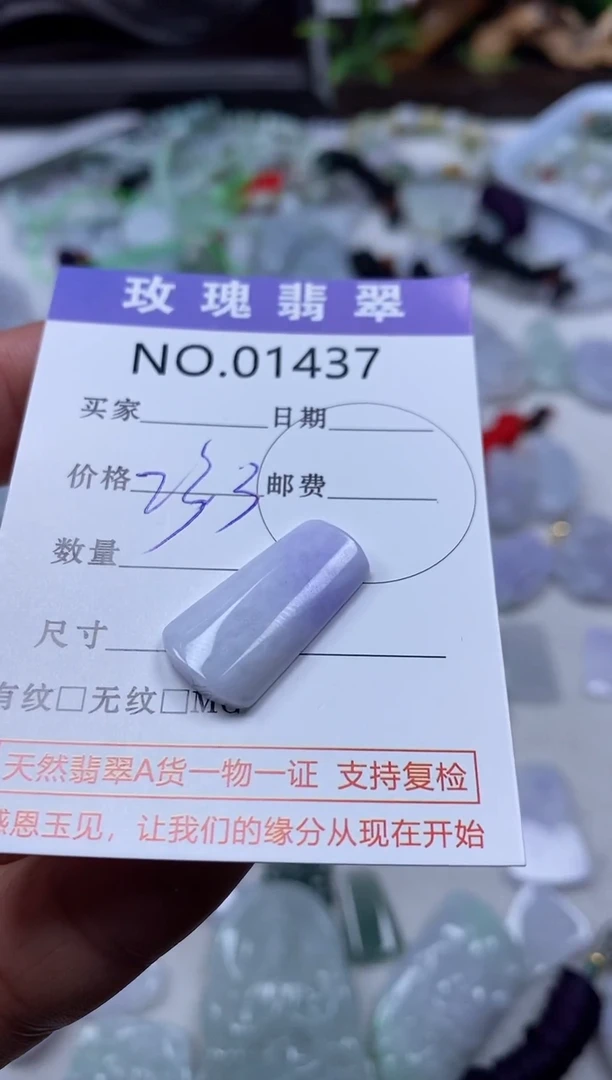 玫瑰翡翠
NO.01437
买家 日期
价格 邮费
数量
尺寸
有纹□无纹□MG
天然翡翠A货一物一证 支持复检
感恩玉见，让我们的缘分从现在开始